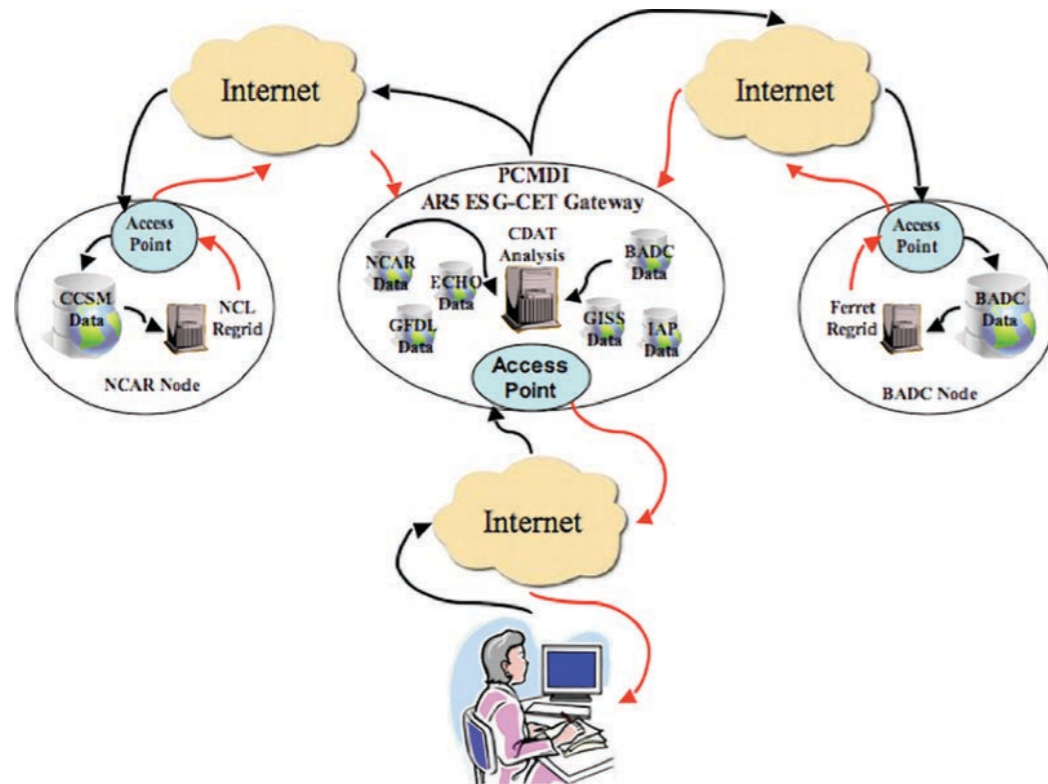 Internet
Internet
PCMDI
AR5 ESG-CET Gateway
Access
Point
CCSM
Data
NCL
Regrid
NCAR Node
NCAR
Data
ECHO
Data
GFDL
Data
CDAT
Analysis
BADC
Data
GISS
Data
IAP
Data
Access
Point
Access
Point
Ferret
Regrid
BADC
Data
BADC Node
Internet